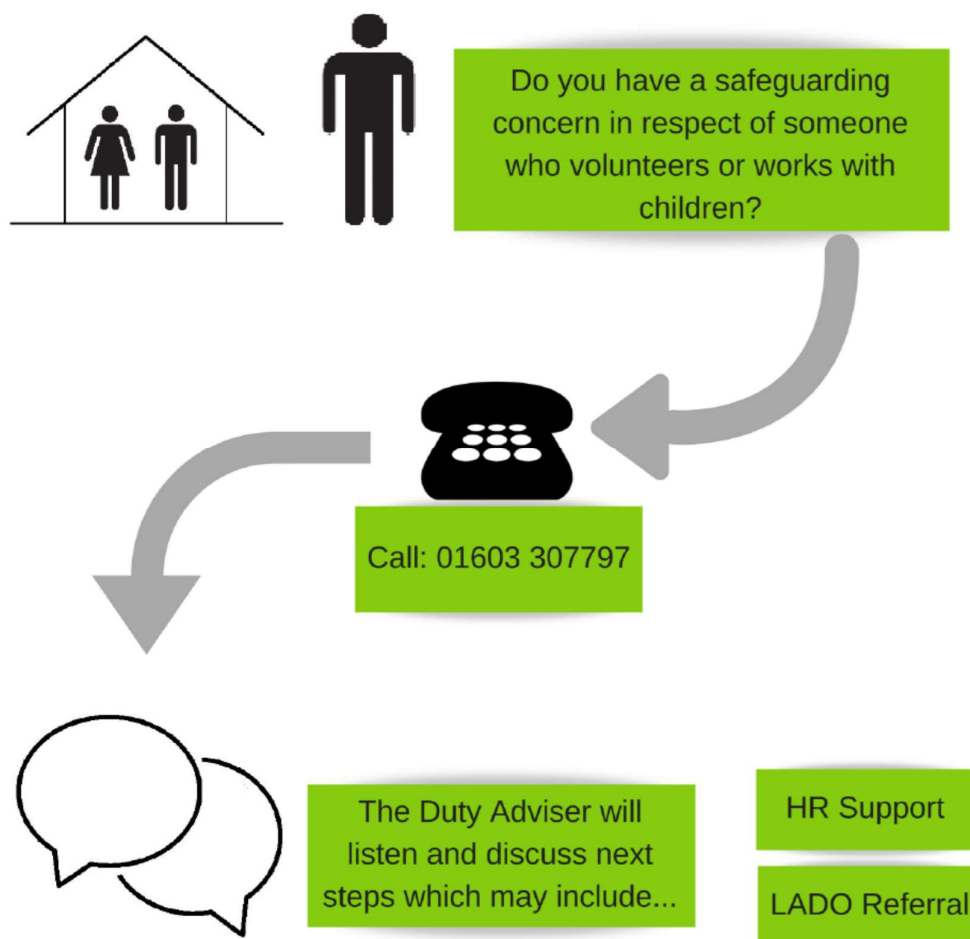 Do you have a safeguarding
concern in respect of someone
who volunteers or works with
children?
Call: 01603 307797
The Duty Adviser will
listen and discuss next
steps which may include...
HR Support
LADO Referral